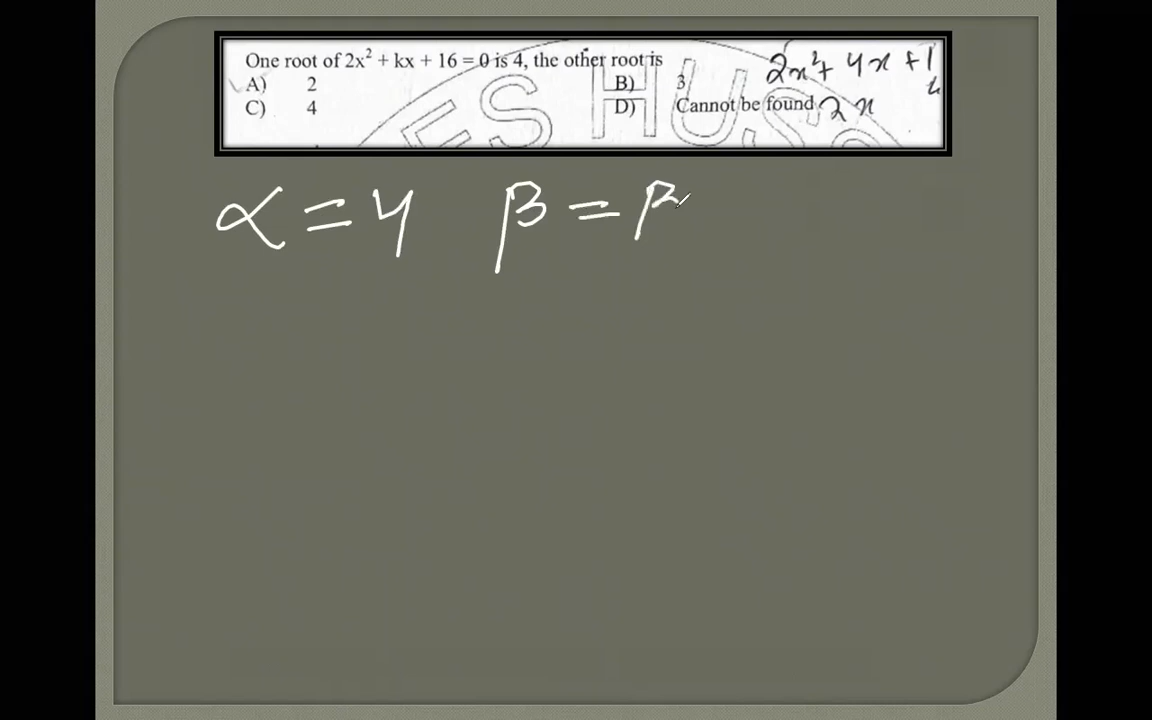 One root of 2x² + kx + 16 = 0 is 4, the other root is
A) 2 B) 3
C) 4 D) Cannot be found
2x² + 4x + 1
2x
α = 4 β = β